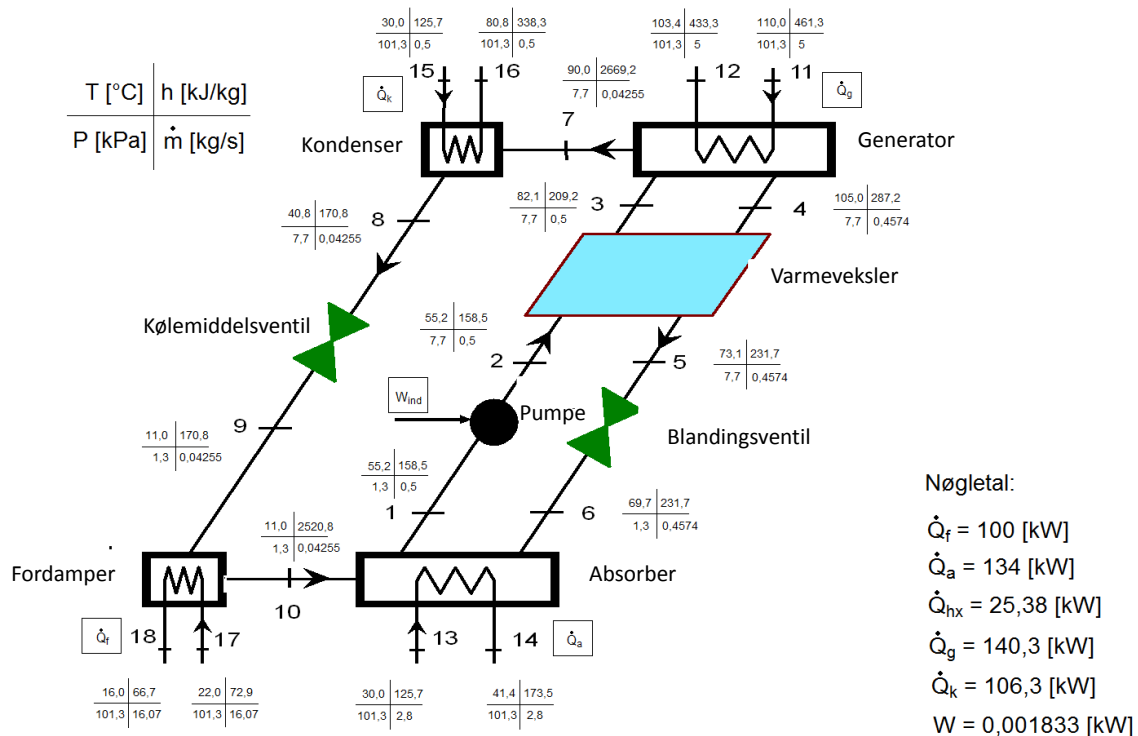 30,0 125,7
101,3 0,5
80,8 338,3
101,3 0,5
103,4 433,3
101,3 5
110,0 461,3
101,3 5
15 16
90,0 2669,2
7,7 0,04255
12 11
T [°C] h [kJ/kg]
P [kPa] ṁ [kg/s]
Q̇k
Q̇g
7
Kondenser
Generator
82,1 209,2
7,7 0,5
3
4
105,0 287,2
7,7 0,4574
40,8 170,8
7,7 0,04255
8
Varmeveksler
Kølemiddelsventil
55,2 158,5
7,7 0,5
2
5
73,1 231,7
7,7 0,4574
Wind
Pumpe
Blandingsventil
9
11,0 170,8
1,3 0,04255
55,2 158,5
1,3 0,5
1
6
69,7 231,7
1,3 0,4574
11,0 2520,8
1,3 0,04255
Fordamper
10
Absorber
Q̇f
18 17
13 14
Q̇a
16,0 66,7
101,3 16,07
22,0 72,9
101,3 16,07
30,0 125,7
101,3 2,8
41,4 173,5
101,3 2,8
Nøgletal:
Q̇f = 100 [kW]
Q̇a = 134 [kW]
Q̇hx = 25,38 [kW]
Q̇g = 140,3 [kW]
Q̇k = 106,3 [kW]
W = 0,001833 [kW]